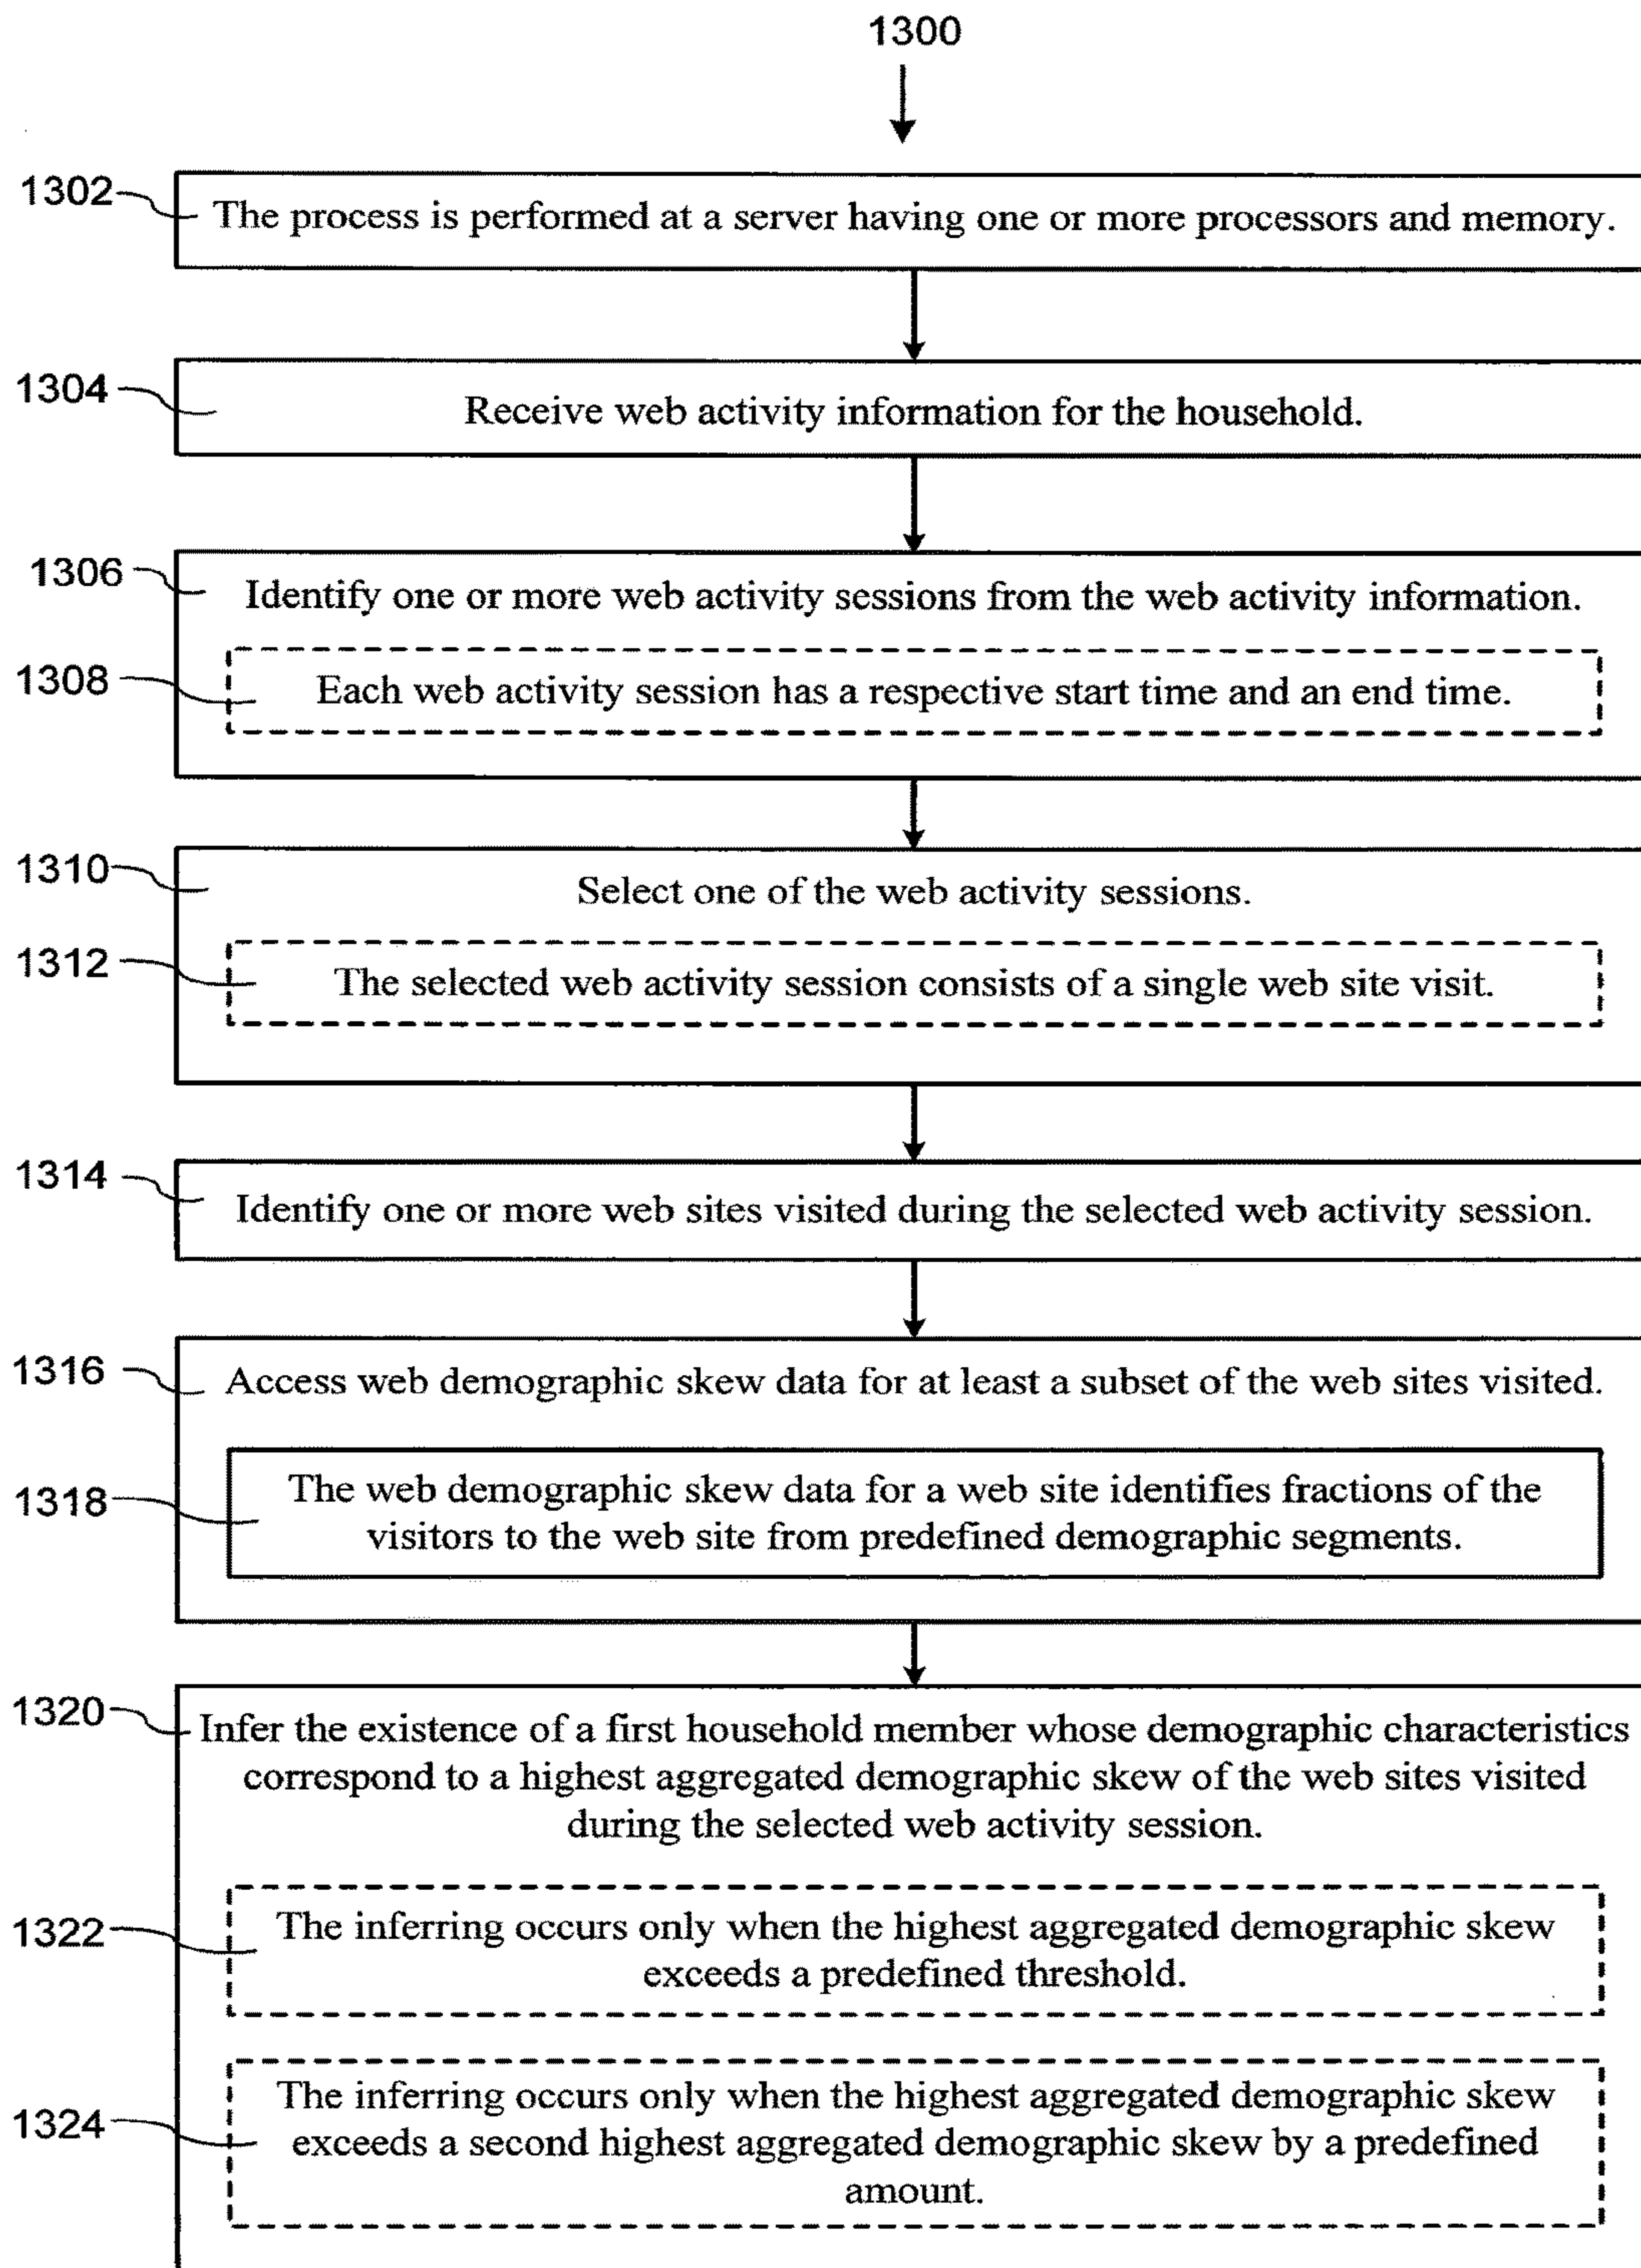 1300
1302
The process is performed at a server having one or more processors and memory.
1304
Receive web activity information for the household.
1306
Identify one or more web activity sessions from the web activity information.
1308
Each web activity session has a respective start time and an end time.
1310
Select one of the web activity sessions.
1312
The selected web activity session consists of a single web site visit.
1314
Identify one or more web sites visited during the selected web activity session.
1316
Access web demographic skew data for at least a subset of the web sites visited.
1318
The web demographic skew data for a web site identifies fractions of the
visitors to the web site from predefined demographic segments.
1320
Infer the existence of a first household member whose demographic characteristics
correspond to a highest aggregated demographic skew of the web sites visited
during the selected web activity session.
1322
The inferring occurs only when the highest aggregated demographic skew
exceeds a predefined threshold.
1324
The inferring occurs only when the highest aggregated demographic skew
exceeds a second highest aggregated demographic skew by a predefined
amount.